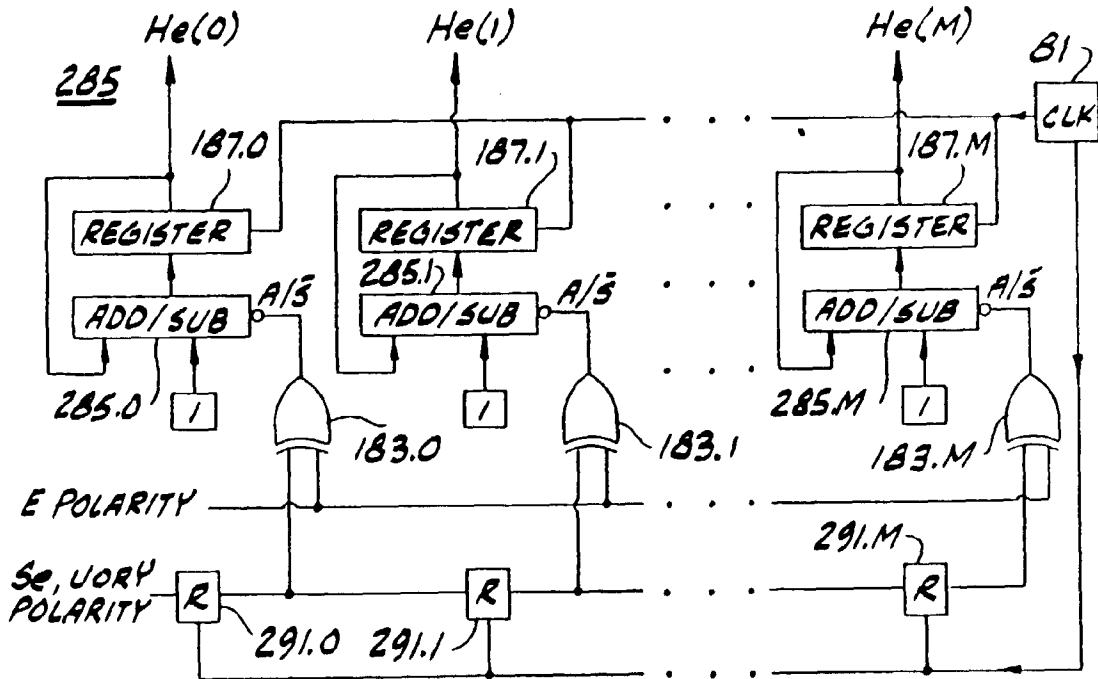 He(0) He(1) He(M) 81
285
CLK
187.0 187.1 187.M
REGISTER REGISTER REGISTER
285.1
A/S̄ A/S̄ A/S̄
ADD/SUB ADD/SUB ADD/SUB
285.0 1 1 285.M 1
183.0 183.1 183.M
E POLARITY
291.M
Se, U OR Y
POLARITY
R R R
291.0 291.1